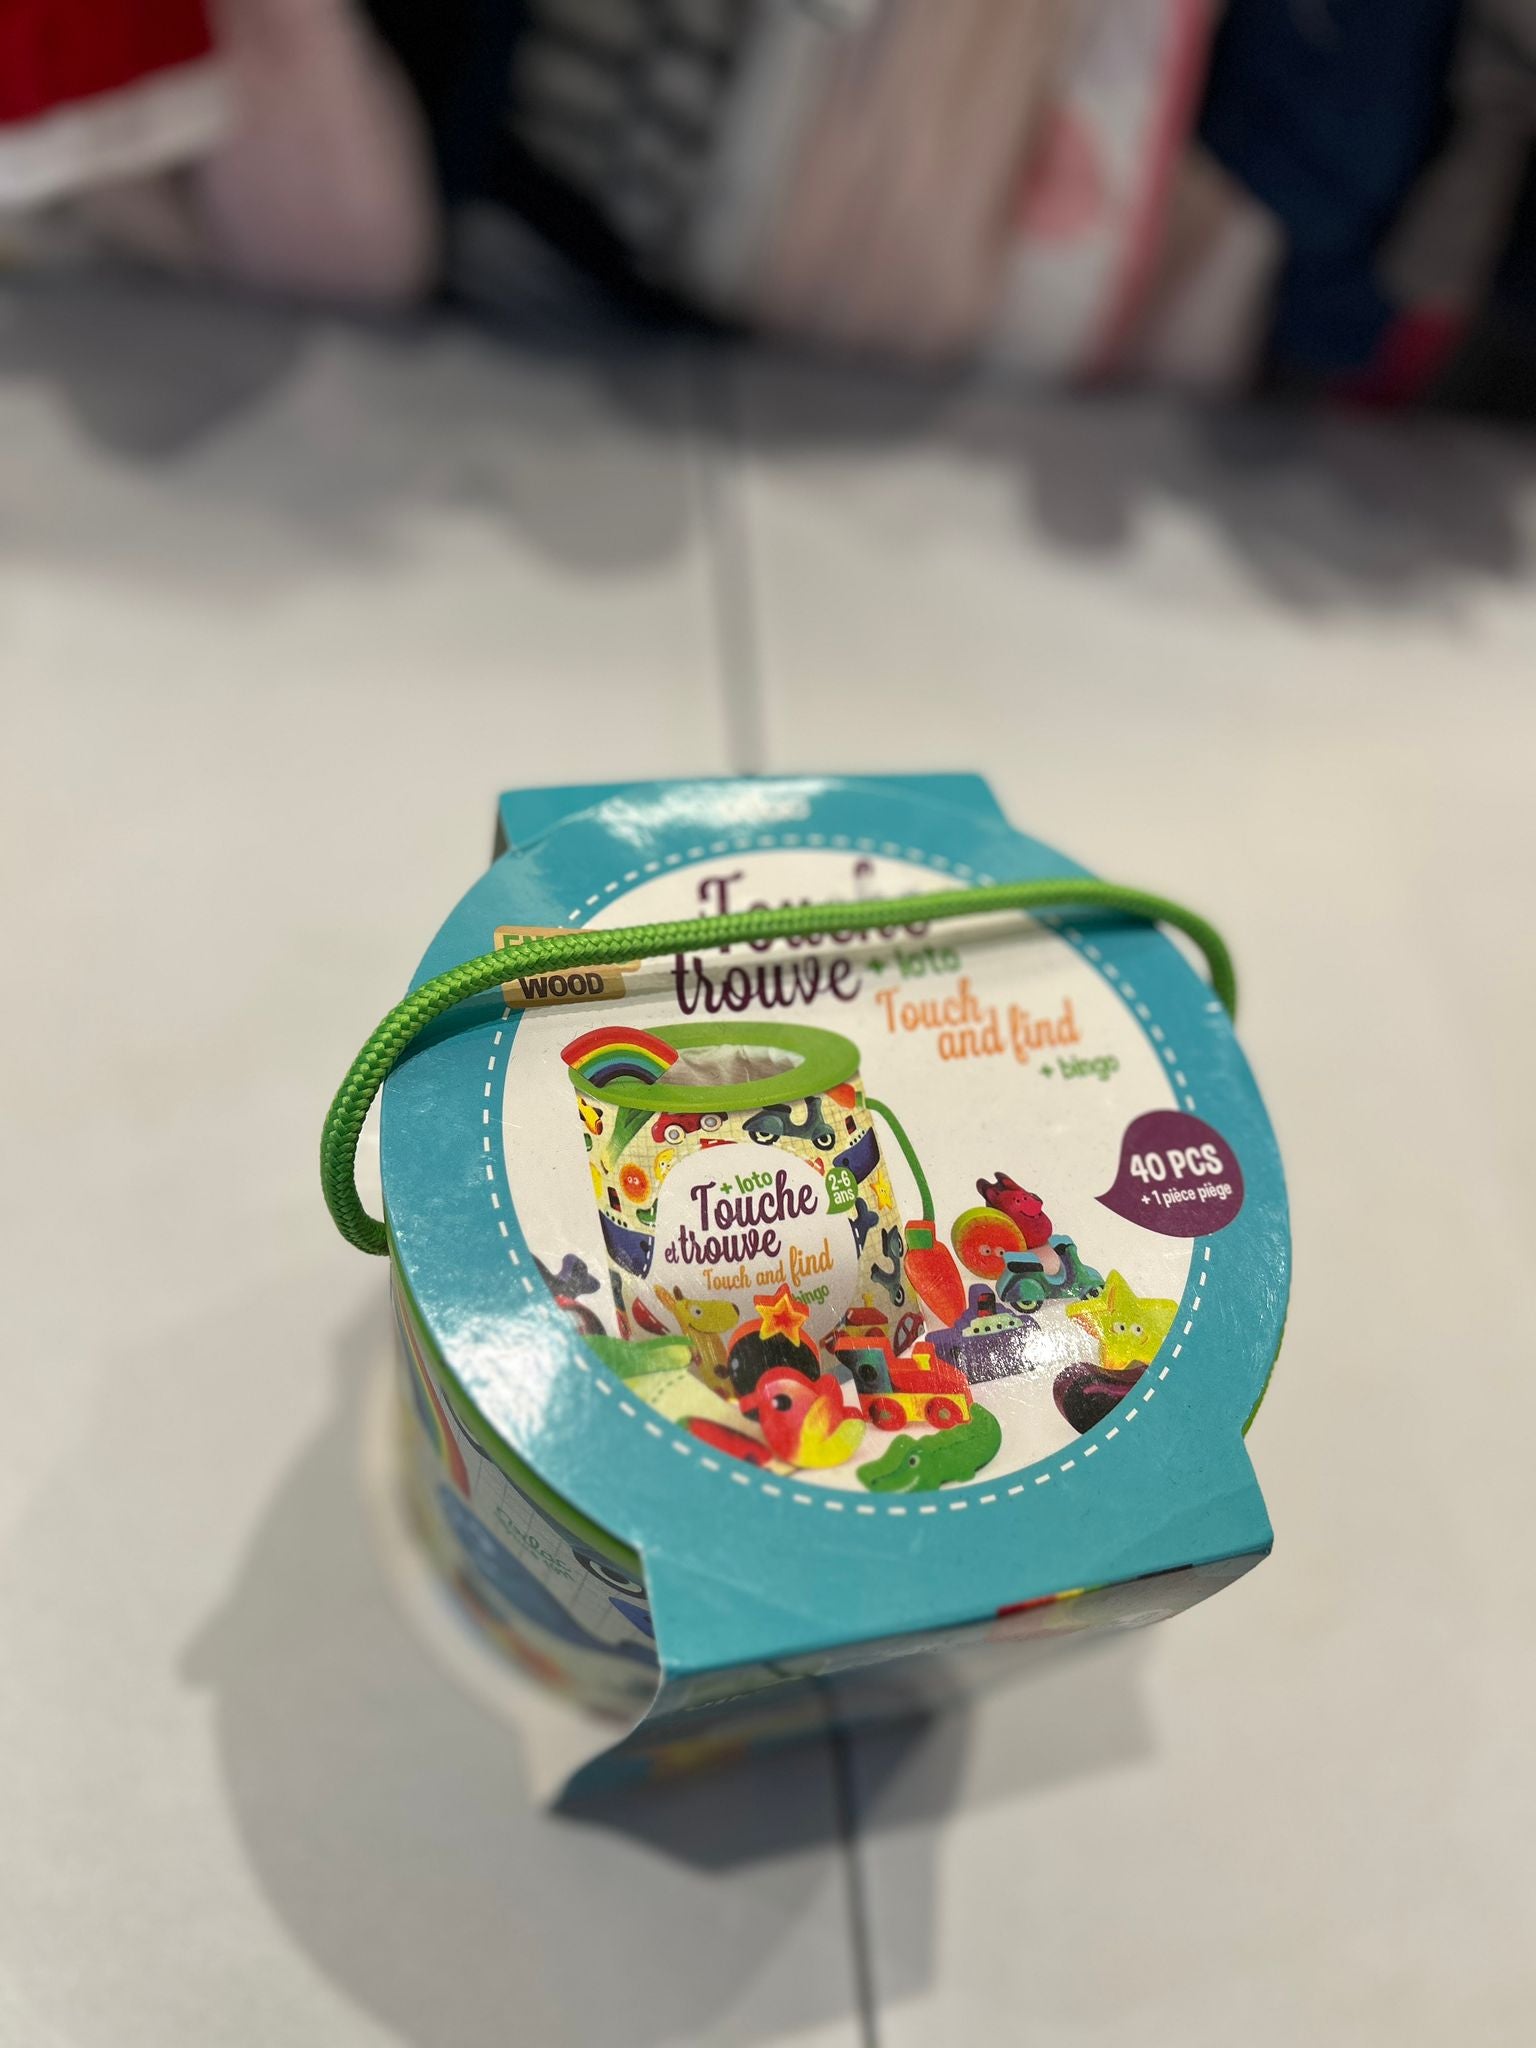 Touche
trouve + loto
WOOD
Touch
and find
+ bingo
40 PCS
+ 1 pièce piège
+ loto
Touche
et trouve
2-6
ans
Touch and find
bingo